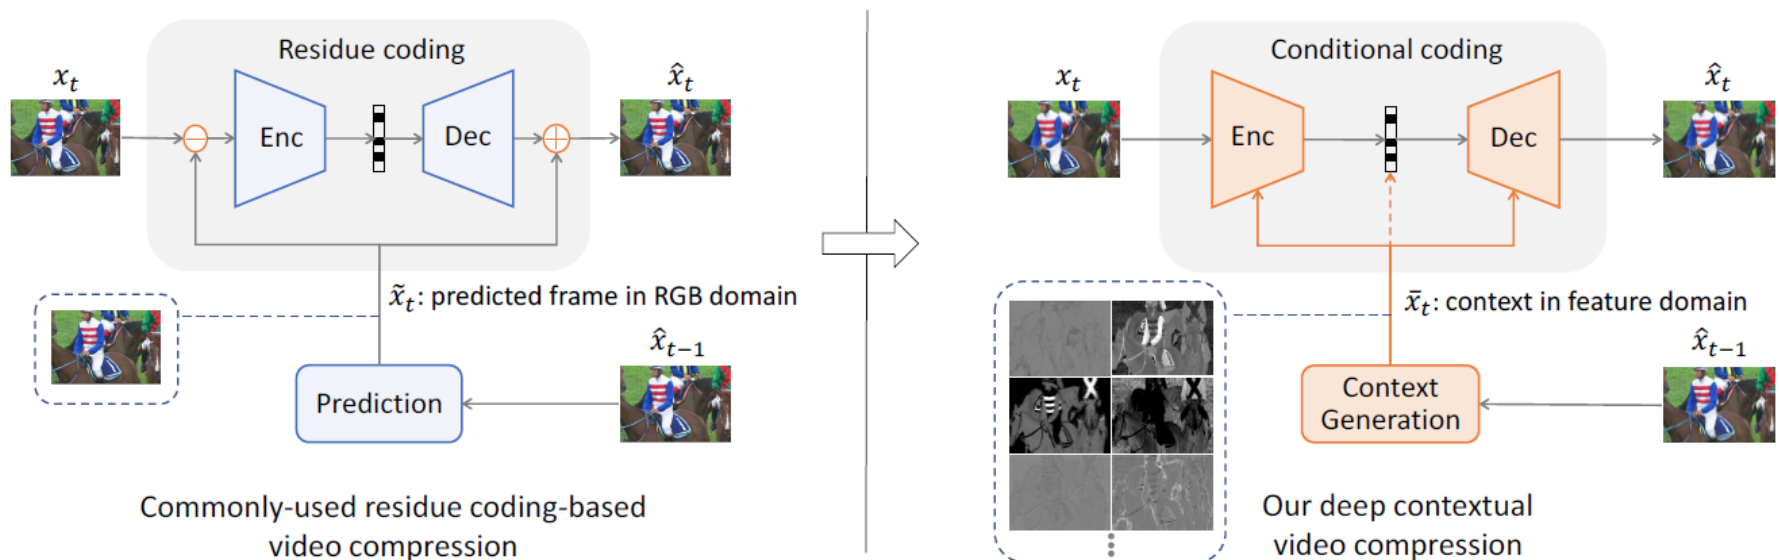 Residue coding
x_t
x̂_t
Enc
Dec
x̃_t: predicted frame in RGB domain
x̂_{t−1}
Prediction
Commonly-used residue coding-based
video compression
Conditional coding
x_t
x̂_t
Enc
Dec
x̄_t: context in feature domain
x̂_{t−1}
Context
Generation
Our deep contextual
video compression